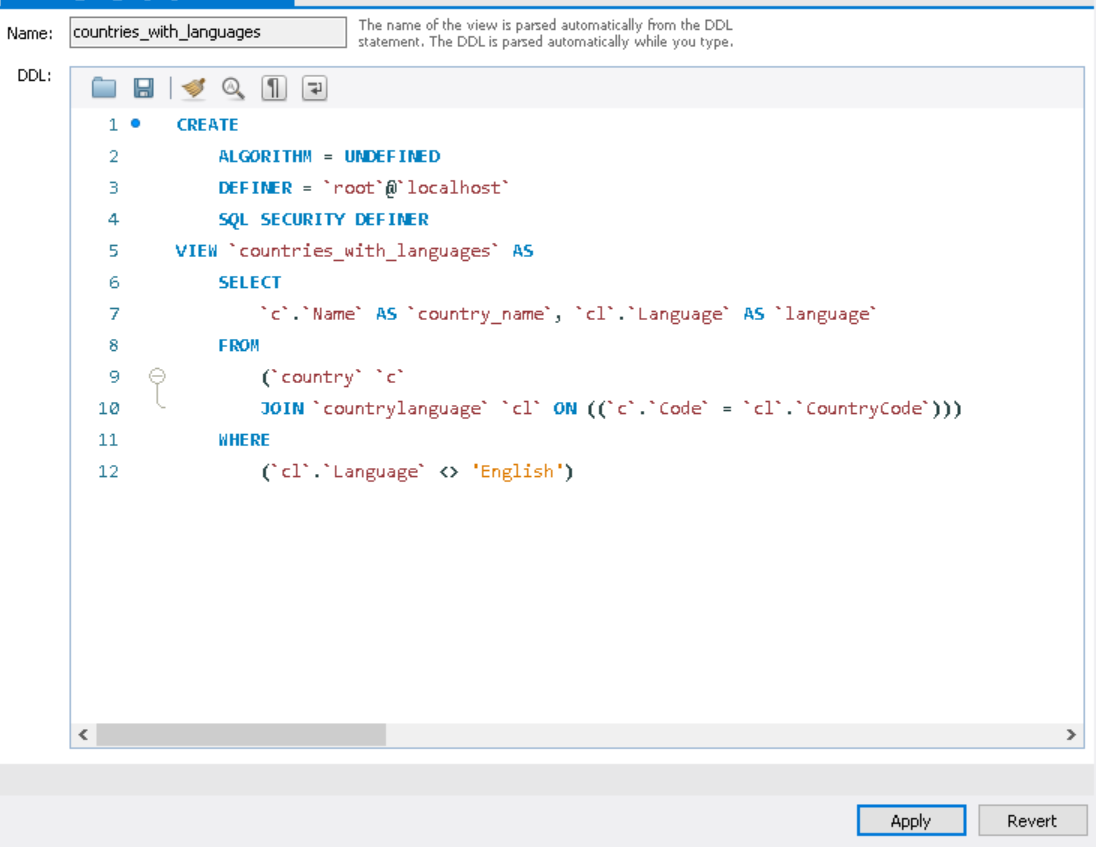 Name: countries_with_languages The name of the view is parsed automatically from the DDL
statement. The DDL is parsed automatically while you type.
DDL:
1 CREATE
2 ALGORITHM = UNDEFINED
3 DEFINER = `root`@`localhost`
4 SQL SECURITY DEFINER
5 VIEW `countries_with_languages` AS
6 SELECT
7 `c`.`Name` AS `country_name`, `cl`.`Language` AS `language`
8 FROM
9 (`country` `c`
10 JOIN `countrylanguage` `cl` ON ((`c`.`Code` = `cl`.`CountryCode`)))
11 WHERE
12 (`cl`.`Language` <> 'English')
Apply Revert